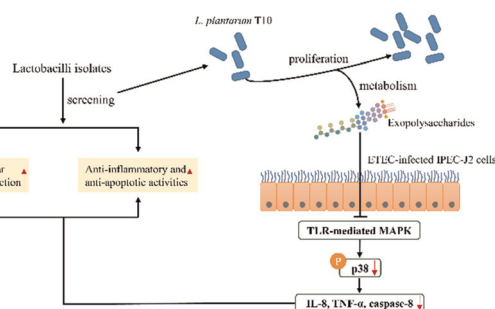 L. plantarum T10
proliferation
Lactobacilli isolates
metabolism
screening
Exopolysaccharides
ETEC-infected IPEC-J2 cells
Anti-inflammatory and
anti-apoptotic activities
TLR-mediated MAPK
P
p38
IL-8, TNF-α, caspase-8